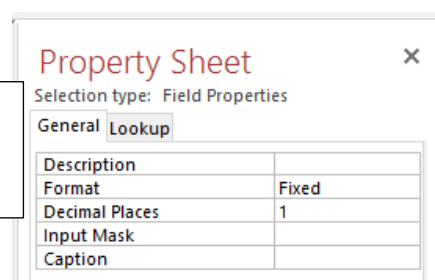 Property Sheet
Selection type: Field Properties
General Lookup
Description
Format Fixed
Decimal Places 1
Input Mask
Caption